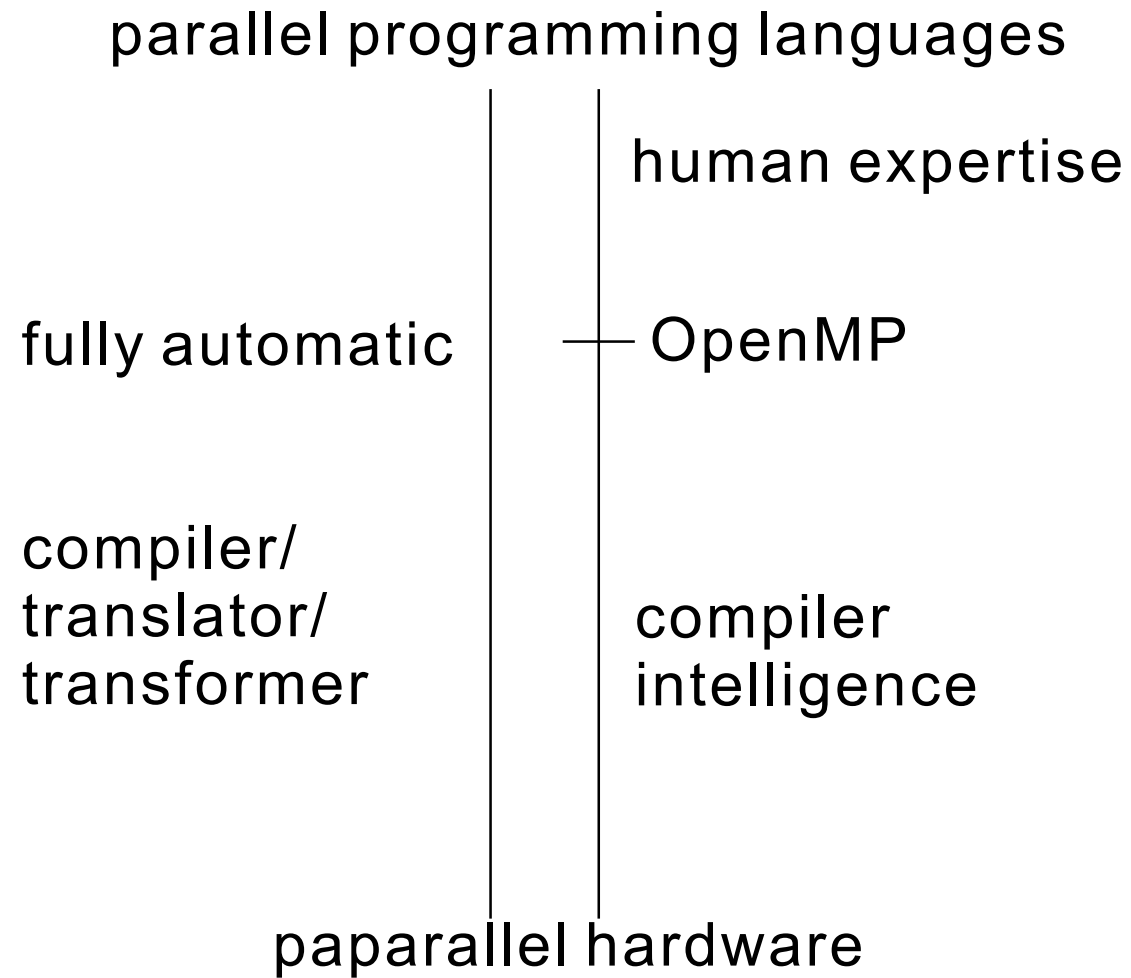 parallel programming languages
human expertise
fully automatic
OpenMP
compiler/
translator/
transformer
compiler
intelligence
paparallel hardware